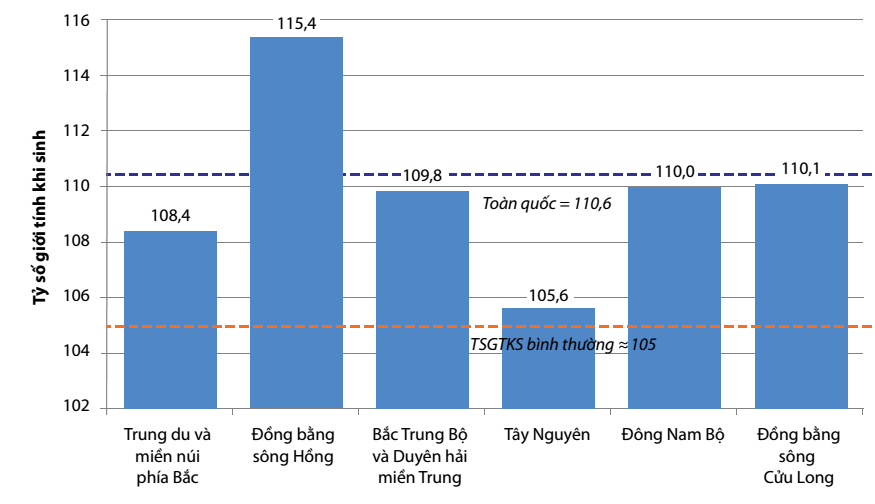 Tỷ số giới tính khi sinh
116
114
112
110
108
106
104
102
108,4
115,4
109,8
105,6
110,0
110,1
Toàn quốc = 110,6
TSGTKS bình thường ≈ 105
Trung du và
miền núi
phía Bắc
Đồng bằng
sông Hồng
Bắc Trung Bộ
và Duyên hải
miền Trung
Tây Nguyên
Đông Nam Bộ
Đồng bằng
sông
Cửu Long